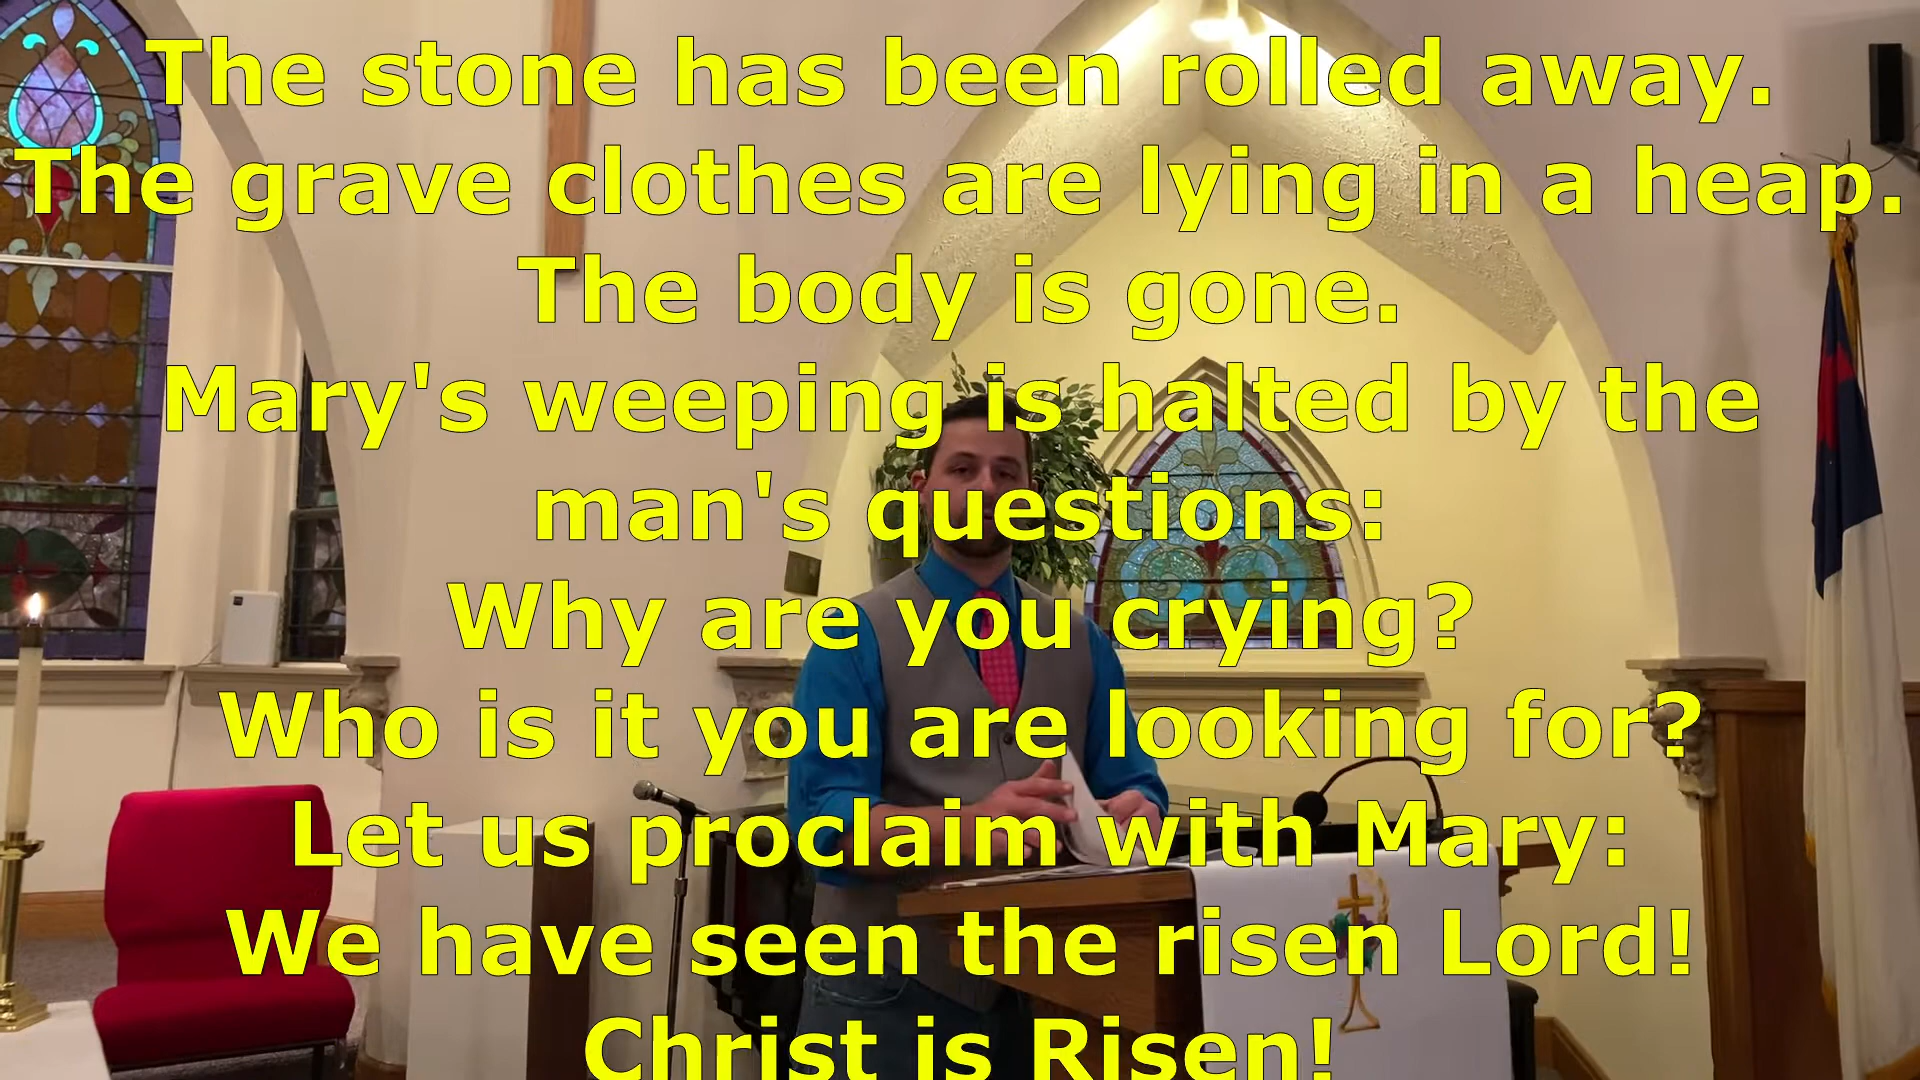 The stone has been rolled away.
The grave clothes are lying in a heap.
The body is gone.
Mary's weeping is halted by the
man's questions:
Why are you crying?
Who is it you are looking for?
Let us proclaim with Mary:
We have seen the risen Lord!
Christ is Risen!